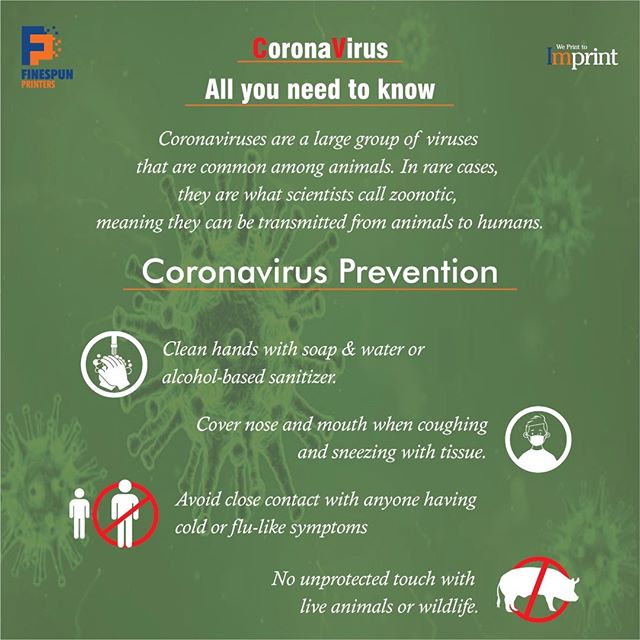 FINESPUN
PRINTERS
CoronaVirus
We Print to
Imprint
All you need to know
Coronaviruses are a large group of viruses
that are common among animals. In rare cases,
they are what scientists call zoonotic,
meaning they can be transmitted from animals to humans.
Coronavirus Prevention
Clean hands with soap & water or
alcohol-based sanitizer.
Cover nose and mouth when coughing
and sneezing with tissue.
Avoid close contact with anyone having
cold or flu-like symptoms
No unprotected touch with
live animals or wildlife.